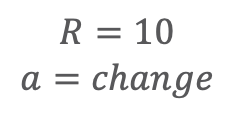 R = 10
a = change